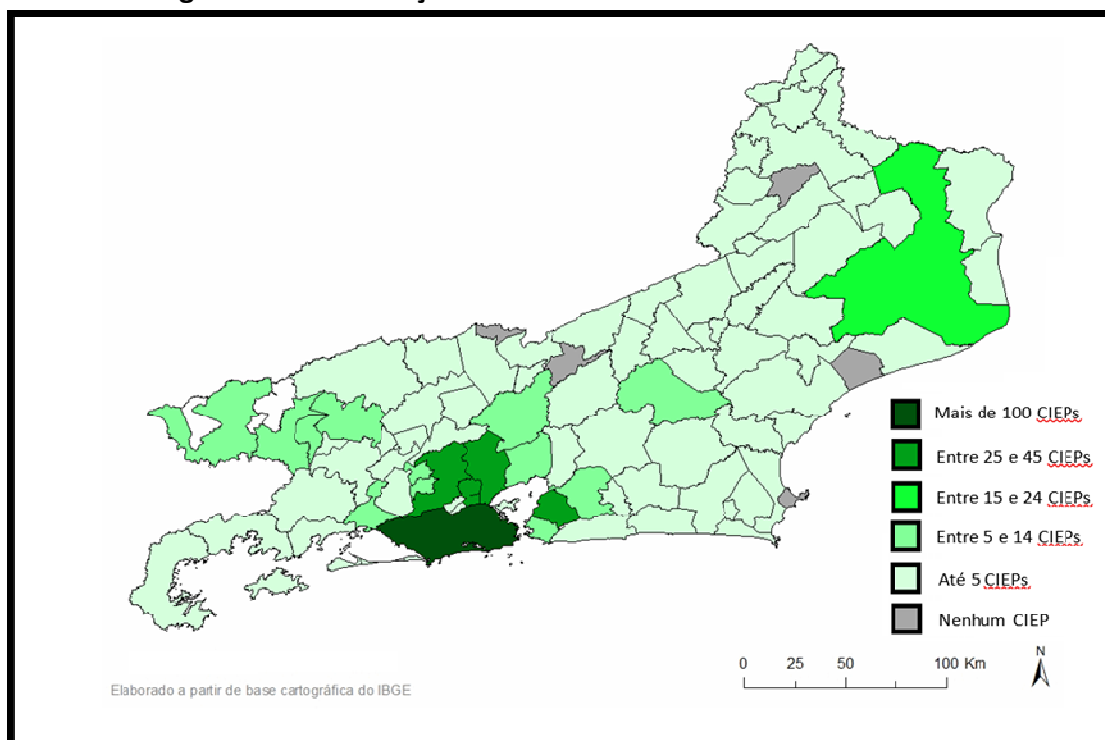 Mais de 100 CIEPs
Entre 25 e 45 CIEPs
Entre 15 e 24 CIEPs
Entre 5 e 14 CIEPs
Até 5 CIEPs
Nenhum CIEP
N
0 25 50 100 Km
Elaborado a partir de base cartográfica do IBGE